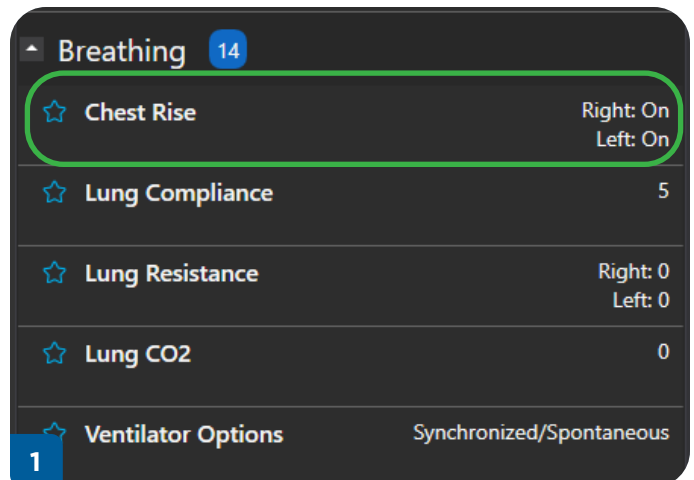 Breathing 14
Chest Rise Right: On
Left: On
Lung Compliance 5
Lung Resistance Right: 0
Left: 0
Lung CO2 0
Ventilator Options Synchronized/Spontaneous
1